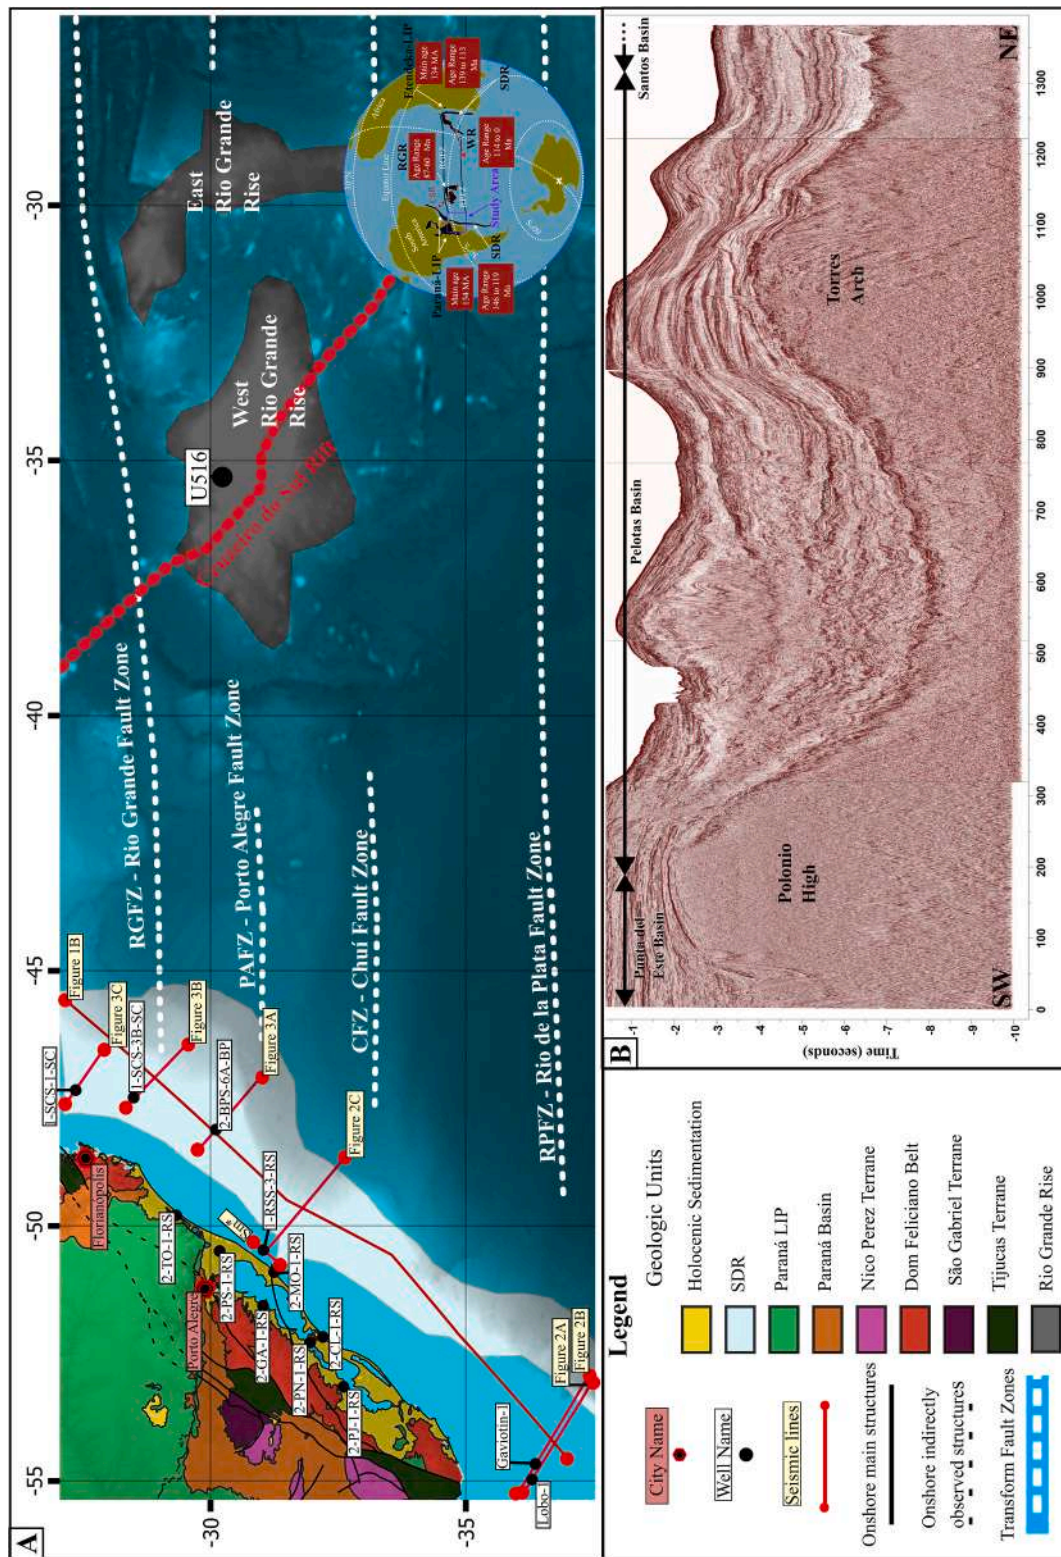 A
-55
-50
-45
-40
-35
-30
-30
-35
Florianópolis
Porto Alegre
2-TO-1-RS
2-PS-1-RS
2-GA-1-RS
2-PN-1-RS
2-PJ-1-RS
2-CL-1-RS
2-MO-1-RS
1-RSS-3-RS
2-BPS-6A-BP
1-SCS-3B-SC
1-SCS-1-SC
Gaviotin-1
Lobo-1
Figure 1B
Figure 3C
Figure 3B
Figure 3A
Figure 2C
Figure 2A
Figure 2B
RGFZ - Rio Grande Fault Zone
PAFZ - Porto Alegre Fault Zone
CFZ - Chuí Fault Zone
RPFZ - Rio de la Plata Fault Zone
Cruzeiro do Sul Rift
U516
West
Rio Grande
Rise
East
Rio Grande
Rise
Paraná-LIP
Main age
134 MA
Age Range
146 to 119
Ma
SDR
RGR
Age Range
87-60 Ma
Etendeka-LIP
Main age
134 MA
Age Range
139 to 113
Ma
SDR
WR
Age Range
114 to 0
Ma
Study Area
Africa
South
America
Equator Line
Legend
City Name
Well Name
Seismic lines
Onshore main structures
Onshore indirectly
observed structures
Transform Fault Zones
Geologic Units
Holocenic Sedimentation
SDR
Paraná LIP
Paraná Basin
Nico Perez Terrane
Dom Feliciano Belt
São Gabriel Terrane
Tijucas Terrane
Rio Grande Rise
B
Punta del
Este Basin
Pelotas Basin
Santos Basin
Polonio
High
Torres
Arch
SW
NE
Time (seconds)
-1
-2
-3
-4
-5
-6
-7
-8
-9
-10
0
100
200
300
400
500
600
700
800
900
1000
1100
1200
1300